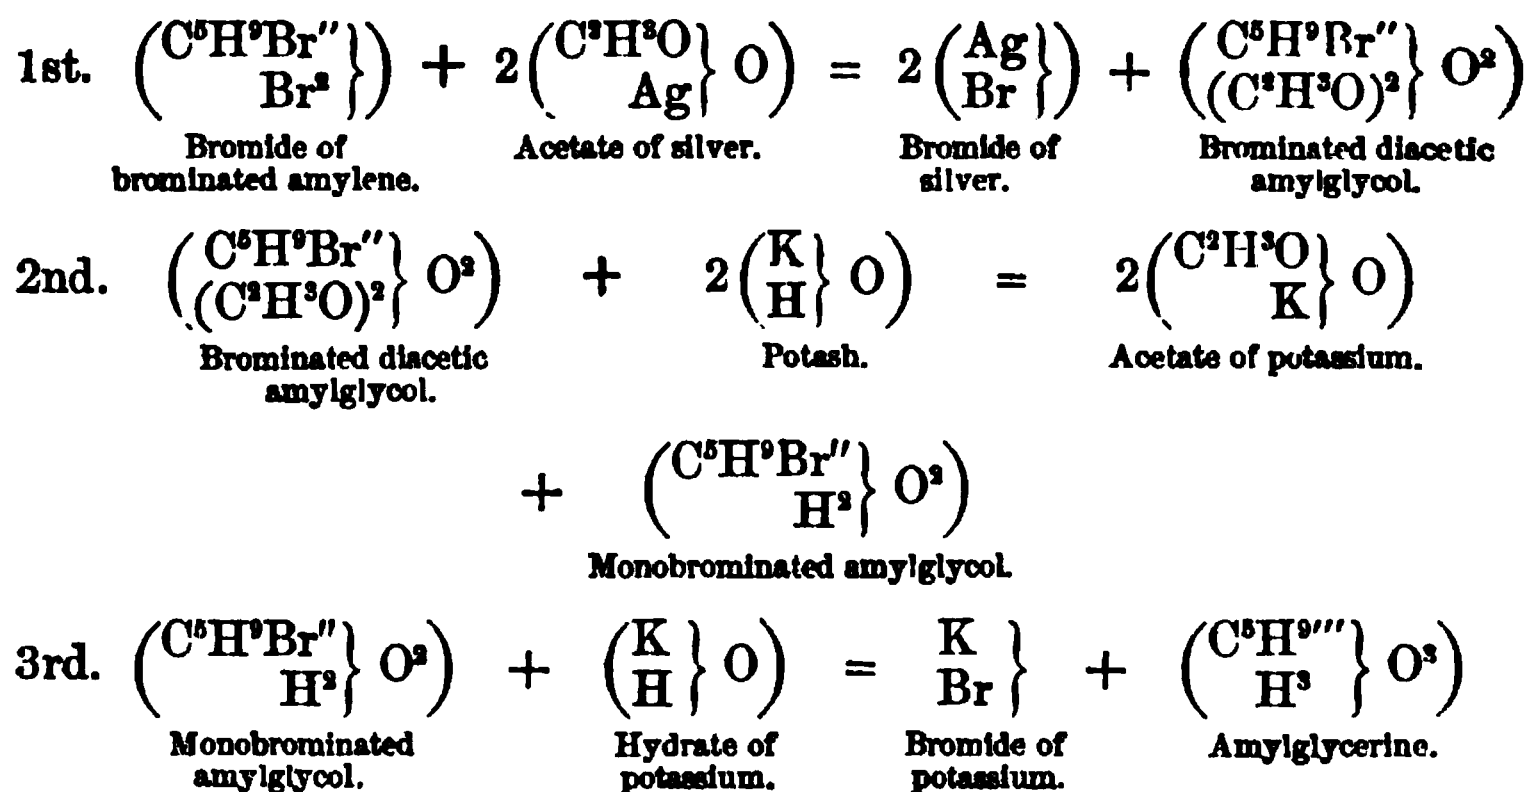 1st. (C⁵H⁹Br″ Br² }) + 2(C²H³O Ag } O) = 2(Ag Br }) + (C⁵H⁹Br″ (C²H³O)² } O²)
Bromide of brominated amylene. Acetate of silver. Bromide of silver. Brominated diacetic amylglycol.
2nd. (C⁵H⁹Br″ (C²H³O)² } O²) + 2(K H } O) = 2(C²H³O K } O)
Brominated diacetic amylglycol. Potash. Acetate of potassium.
+ (C⁵H⁹Br″ H² } O²)
Monobrominated amylglycol.
3rd. (C⁵H⁹Br″ H² } O²) + (K H } O) = K Br } + (C⁵H⁹‴ H³ } O³)
Monobrominated amylglycol. Hydrate of potassium. Bromide of potassium. Amylglycerine.